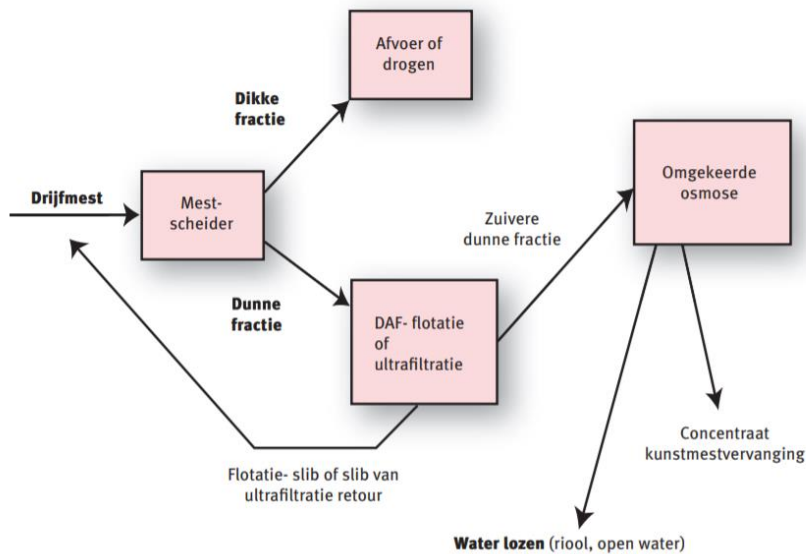 Afvoer of
drogen
Dikke
fractie
Drijfmest
Mest-
scheider
Omgekeerde
osmose
Zuivere
dunne fractie
Dunne
fractie
DAF- flotatie
of
ultrafiltratie
Concentraat
kunstmestvervanging
Flotatie- slib of slib van
ultrafiltratie retour
Water lozen (riool, open water)